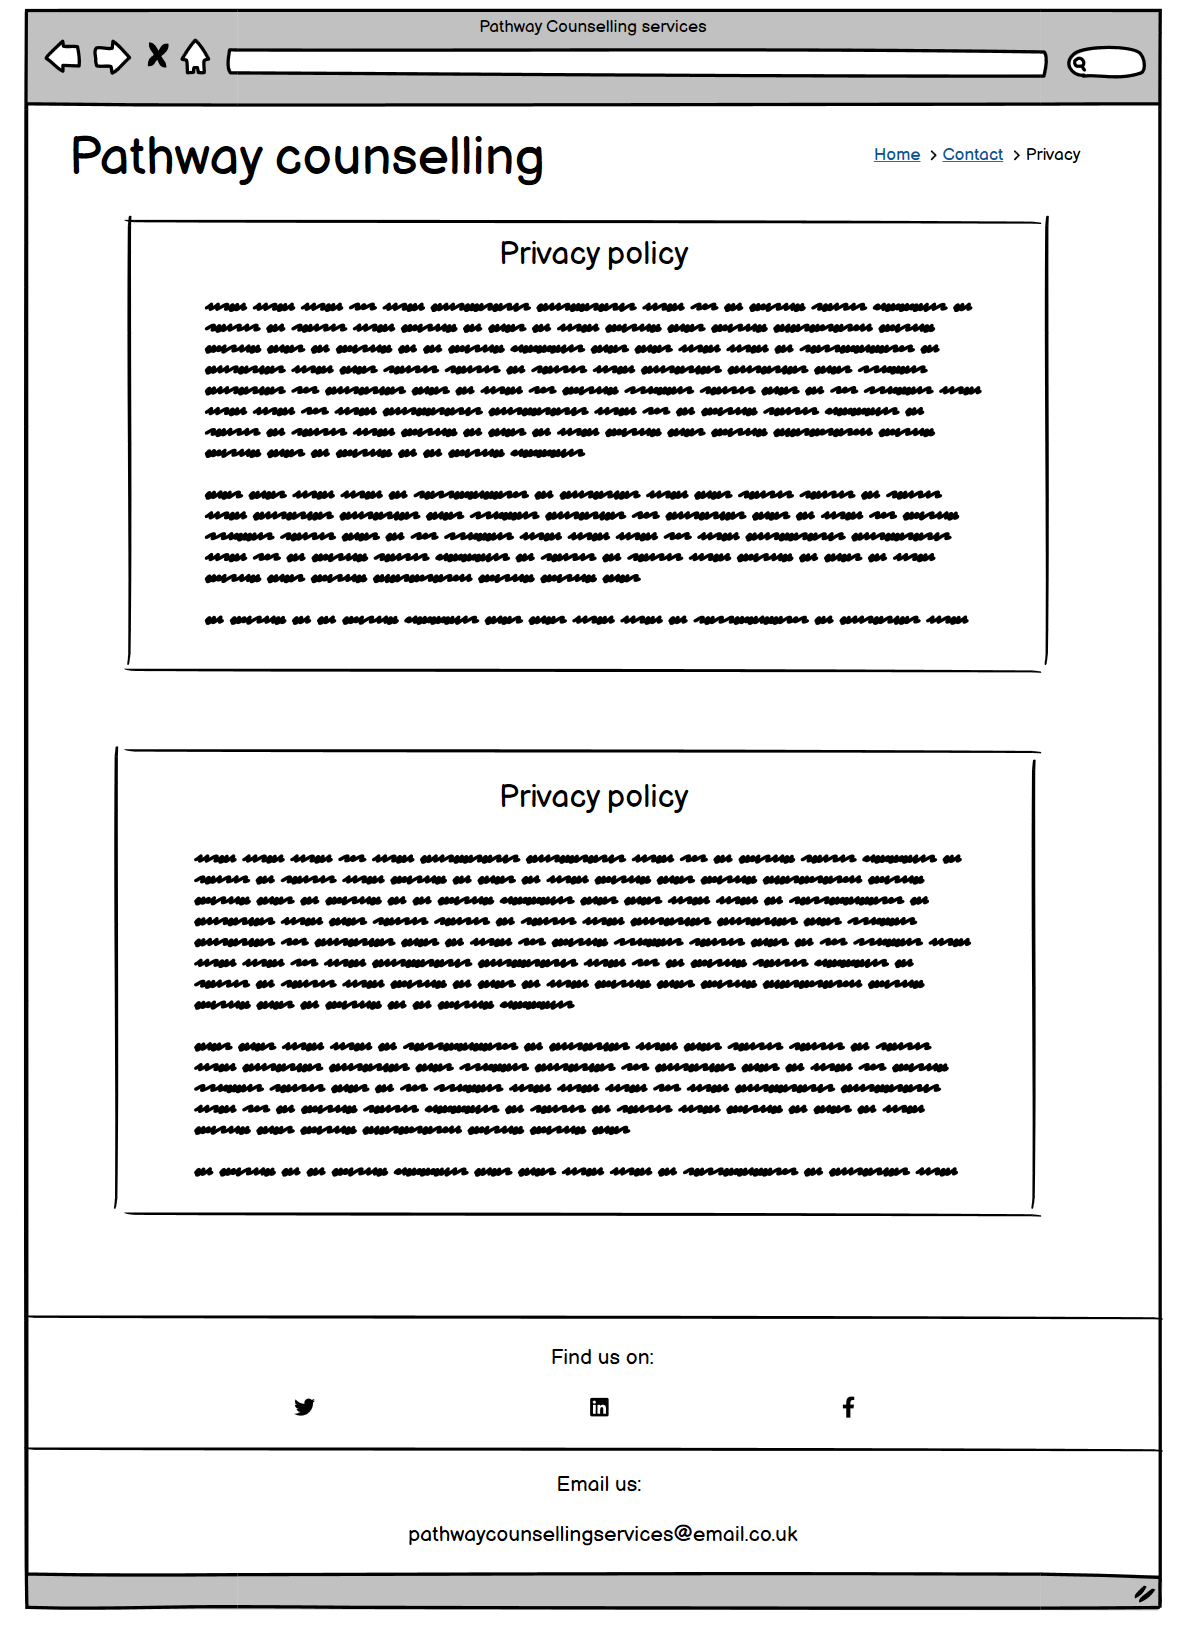 Pathway Counselling services
Pathway counselling
Home > Contact > Privacy
Privacy policy
Privacy policy
Find us on:
Email us:
pathwaycounsellingservices@email.co.uk